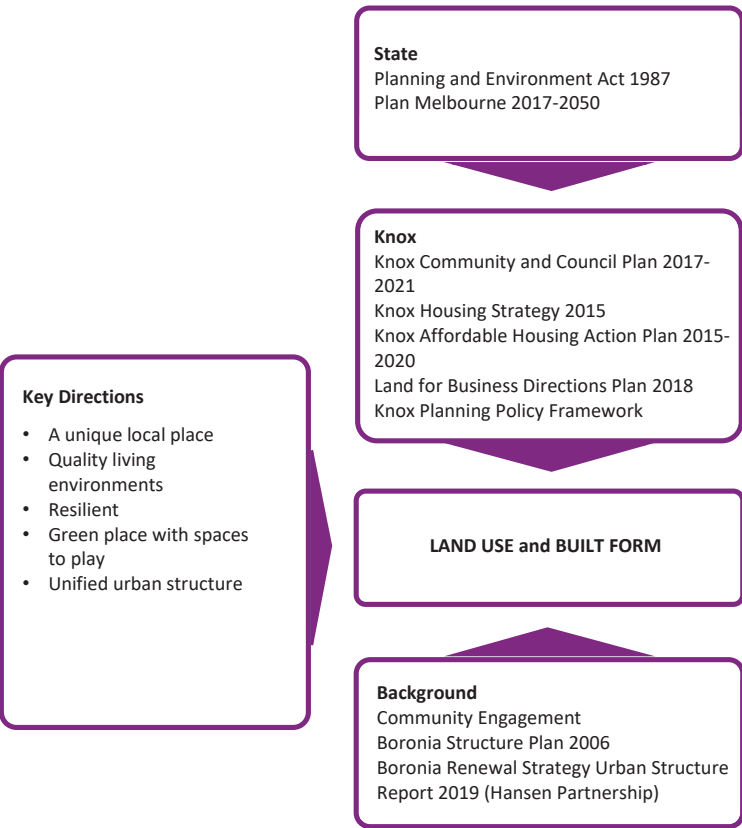 State
Planning and Environment Act 1987
Plan Melbourne 2017-2050
Knox
Knox Community and Council Plan 2017-
2021
Knox Housing Strategy 2015
Knox Affordable Housing Action Plan 2015-
2020
Land for Business Directions Plan 2018
Knox Planning Policy Framework
Key Directions
• A unique local place
• Quality living
environments
• Resilient
• Green place with spaces
to play
• Unified urban structure
LAND USE and BUILT FORM
Background
Community Engagement
Boronia Structure Plan 2006
Boronia Renewal Strategy Urban Structure
Report 2019 (Hansen Partnership)